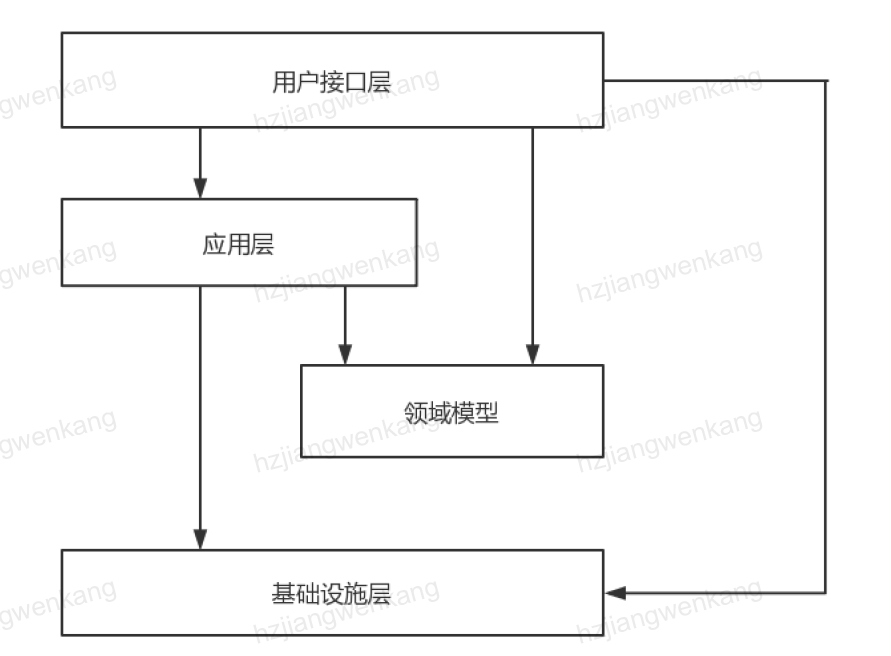 用户接口层
gwenkang
hzjiangwenkang
hzjiangwenkang
应用层
gwenkang
hzjiangwenkang
hzjiangwenkang
领域模型
gwenkang
hzjiangwenkang
hzjiangwenkang
基础设施层
gwenkang
hzjiangwenkang
hzjiangwenkang